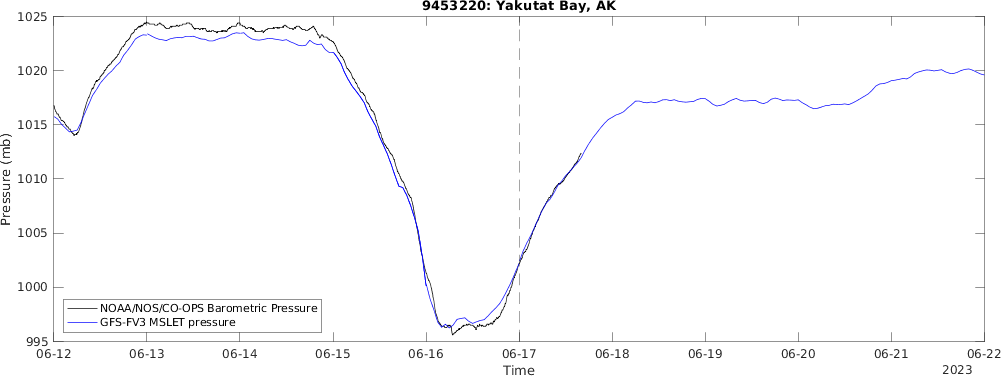 9453220: Yakutat Bay, AK
Pressure (mb)
1025
1020
1015
1010
1005
1000
995
NOAA/NOS/CO-OPS Barometric Pressure
GFS-FV3 MSLET pressure
06-12 06-13 06-14 06-15 06-16 06-17 06-18 06-19 06-20 06-21 06-22
Time
2023